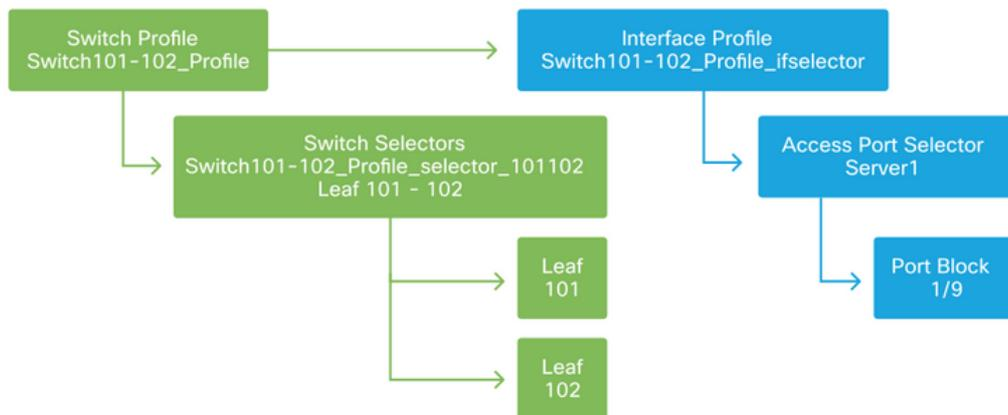 Switch Profile
Switch101-102_Profile
Interface Profile
Switch101-102_Profile_ifselector
Switch Selectors
Switch101-102_Profile_selector_101102
Leaf 101 - 102
Access Port Selector
Server1
Leaf
101
Port Block
1/9
Leaf
102